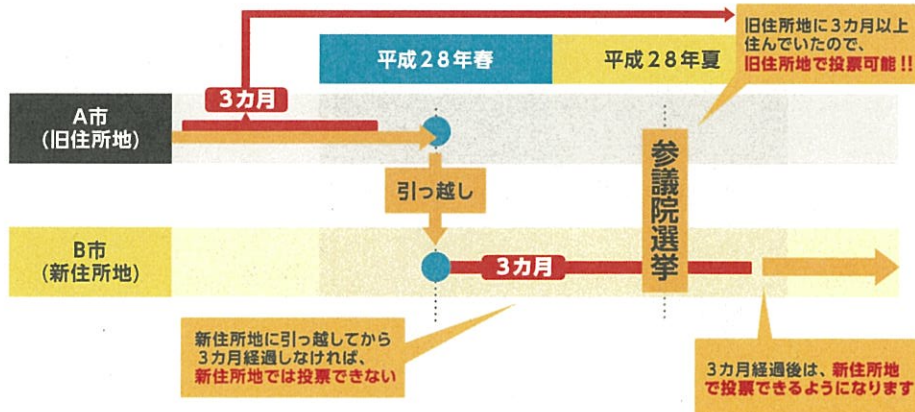 旧住所地に3カ月以上
住んでいたので、
旧住所地で投票可能!!
平成28年春
平成28年夏
3カ月
A市
(旧住所地)
引っ越し
参議院選挙
B市
(新住所地)
3カ月
新住所地に引っ越してから
3カ月経過しなければ、
新住所地では投票できない
3カ月経過後は、新住所地
で投票できるようになります